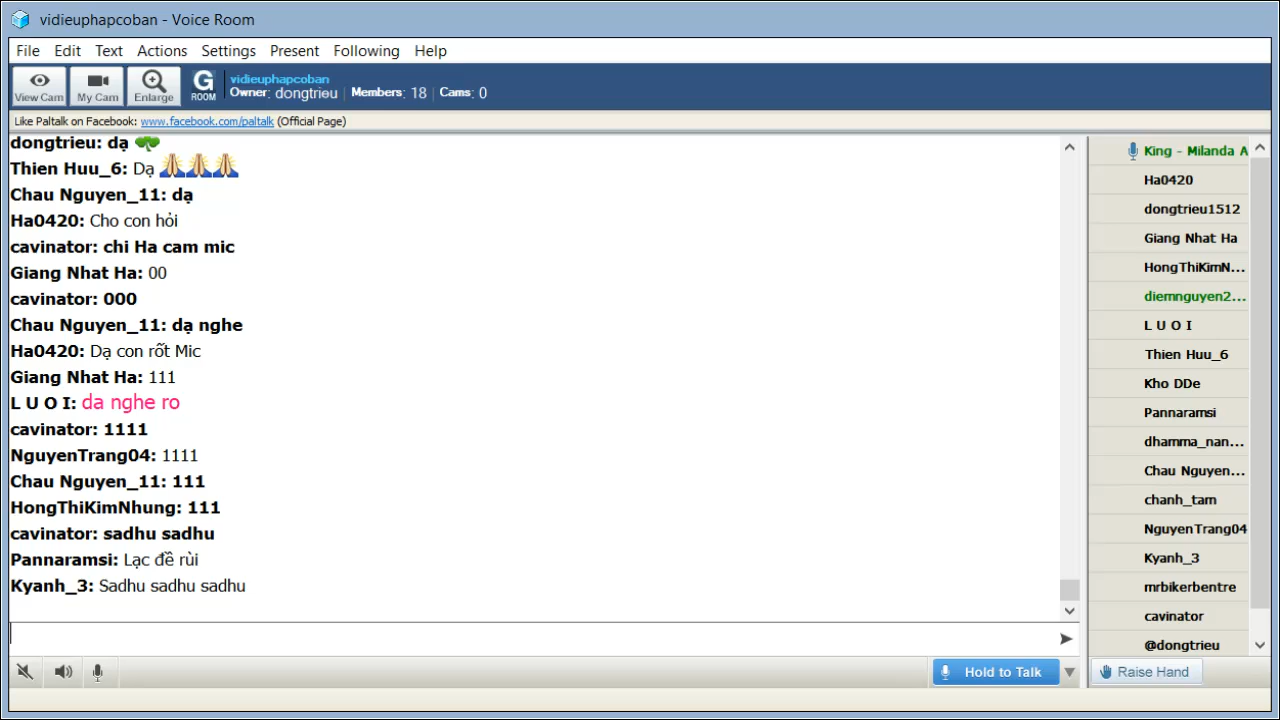 vidieuphapcoban - Voice Room
File Edit Text Actions Settings Present Following Help
View Cam My Cam Enlarge G ROOM vidieuphapcoban
Owner: dongtrieu Members: 18 Cams: 0
Like Paltalk on Facebook: www.facebook.com/paltalk (Official Page)
dongtrieu: dạ
Thien Huu_6: Dạ
Chau Nguyen_11: dạ
Ha0420: Cho con hỏi
cavinator: chi Ha cam mic
Giang Nhat Ha: 00
cavinator: 000
Chau Nguyen_11: dạ nghe
Ha0420: Dạ con rốt Mic
Giang Nhat Ha: 111
L U O I: da nghe ro
cavinator: 1111
NguyenTrang04: 1111
Chau Nguyen_11: 111
HongThiKimNhung: 111
cavinator: sadhu sadhu
Pannaramsi: Lạc đề rùi
Kyanh_3: Sadhu sadhu sadhu
King - Milanda A
Ha0420
dongtrieu1512
Giang Nhat Ha
HongThiKimN...
diemnguyen2...
L U O I
Thien Huu_6
Kho DDe
Pannaramsi
dhamma_nan...
Chau Nguyen...
chanh_tam
NguyenTrang04
Kyanh_3
mrbikerbentre
cavinator
@dongtrieu
Hold to Talk
Raise Hand